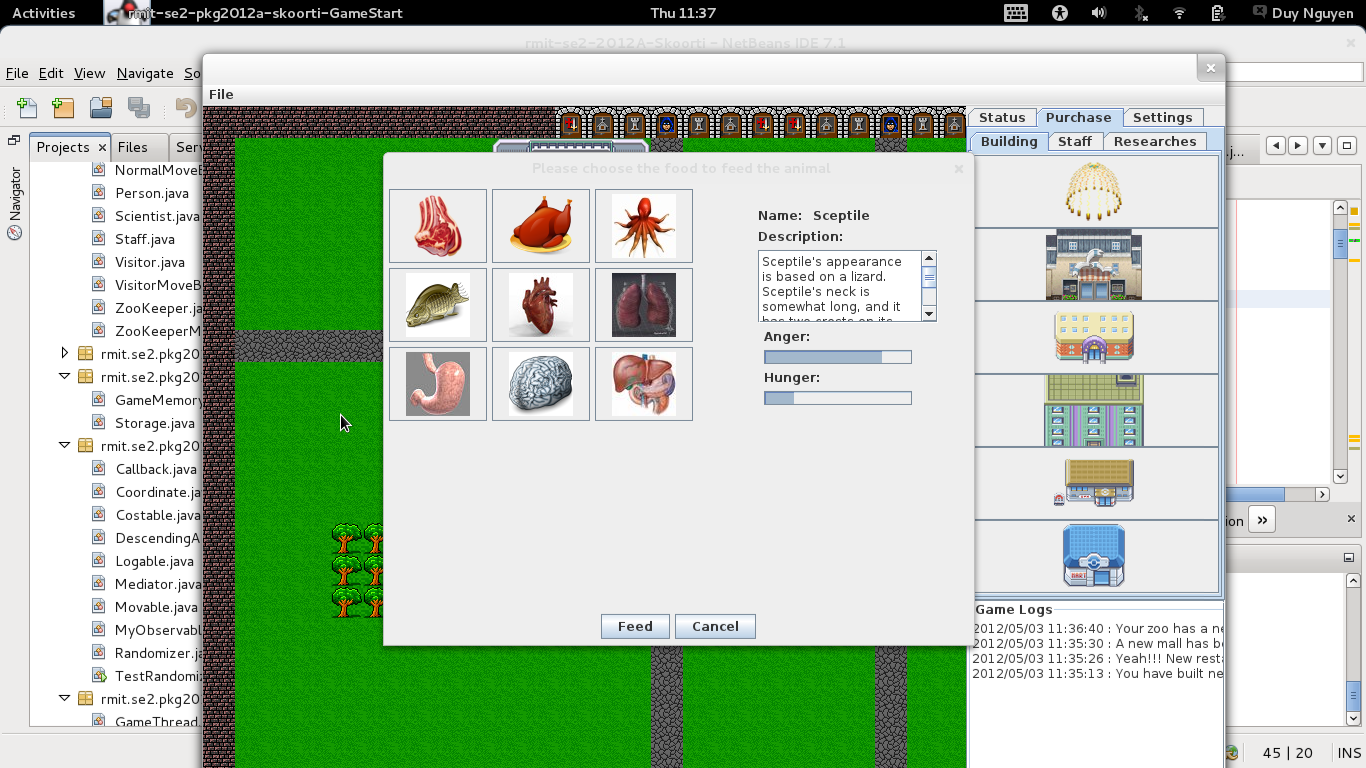 Activities
rmit-se2-pkg2012a-skoorti-GameStart
Thu 11:37
Duy Nguyen
rmit-se2-2012A-Skoorti - NetBeans IDE 7.1
File Edit View Navigate So
File
Projects
Files
Serv
Navigator
NormalMoveB
Person.java
Scientist.java
Staff.java
Visitor.java
VisitorMoveB
ZooKeeper.ja
ZooKeeperM
rmit.se2.pkg20
rmit.se2.pkg20
GameMemor
Storage.java
rmit.se2.pkg20
Callback.java
Coordinate.ja
Costable.java
DescendingA
Logable.java
Mediator.java
Movable.java
MyObservabl
Randomizer.j
TestRandomi
rmit.se2.pkg20
GameThread
Please choose the food to feed the animal
Name: Sceptile
Description:
Sceptile's appearance
is based on a lizard.
Sceptile's neck is
somewhat long, and it
has two crests on its
Anger:
Hunger:
Feed
Cancel
Status
Purchase
Settings
Building
Staff
Researches
MART
Game Logs
2012/05/03 11:36:40 : Your zoo has a ne
2012/05/03 11:35:30 : A new mall has be
2012/05/03 11:35:26 : Yeah!!! New resta
2012/05/03 11:35:13 : You have built ne
j...
ion
45 | 20
INS